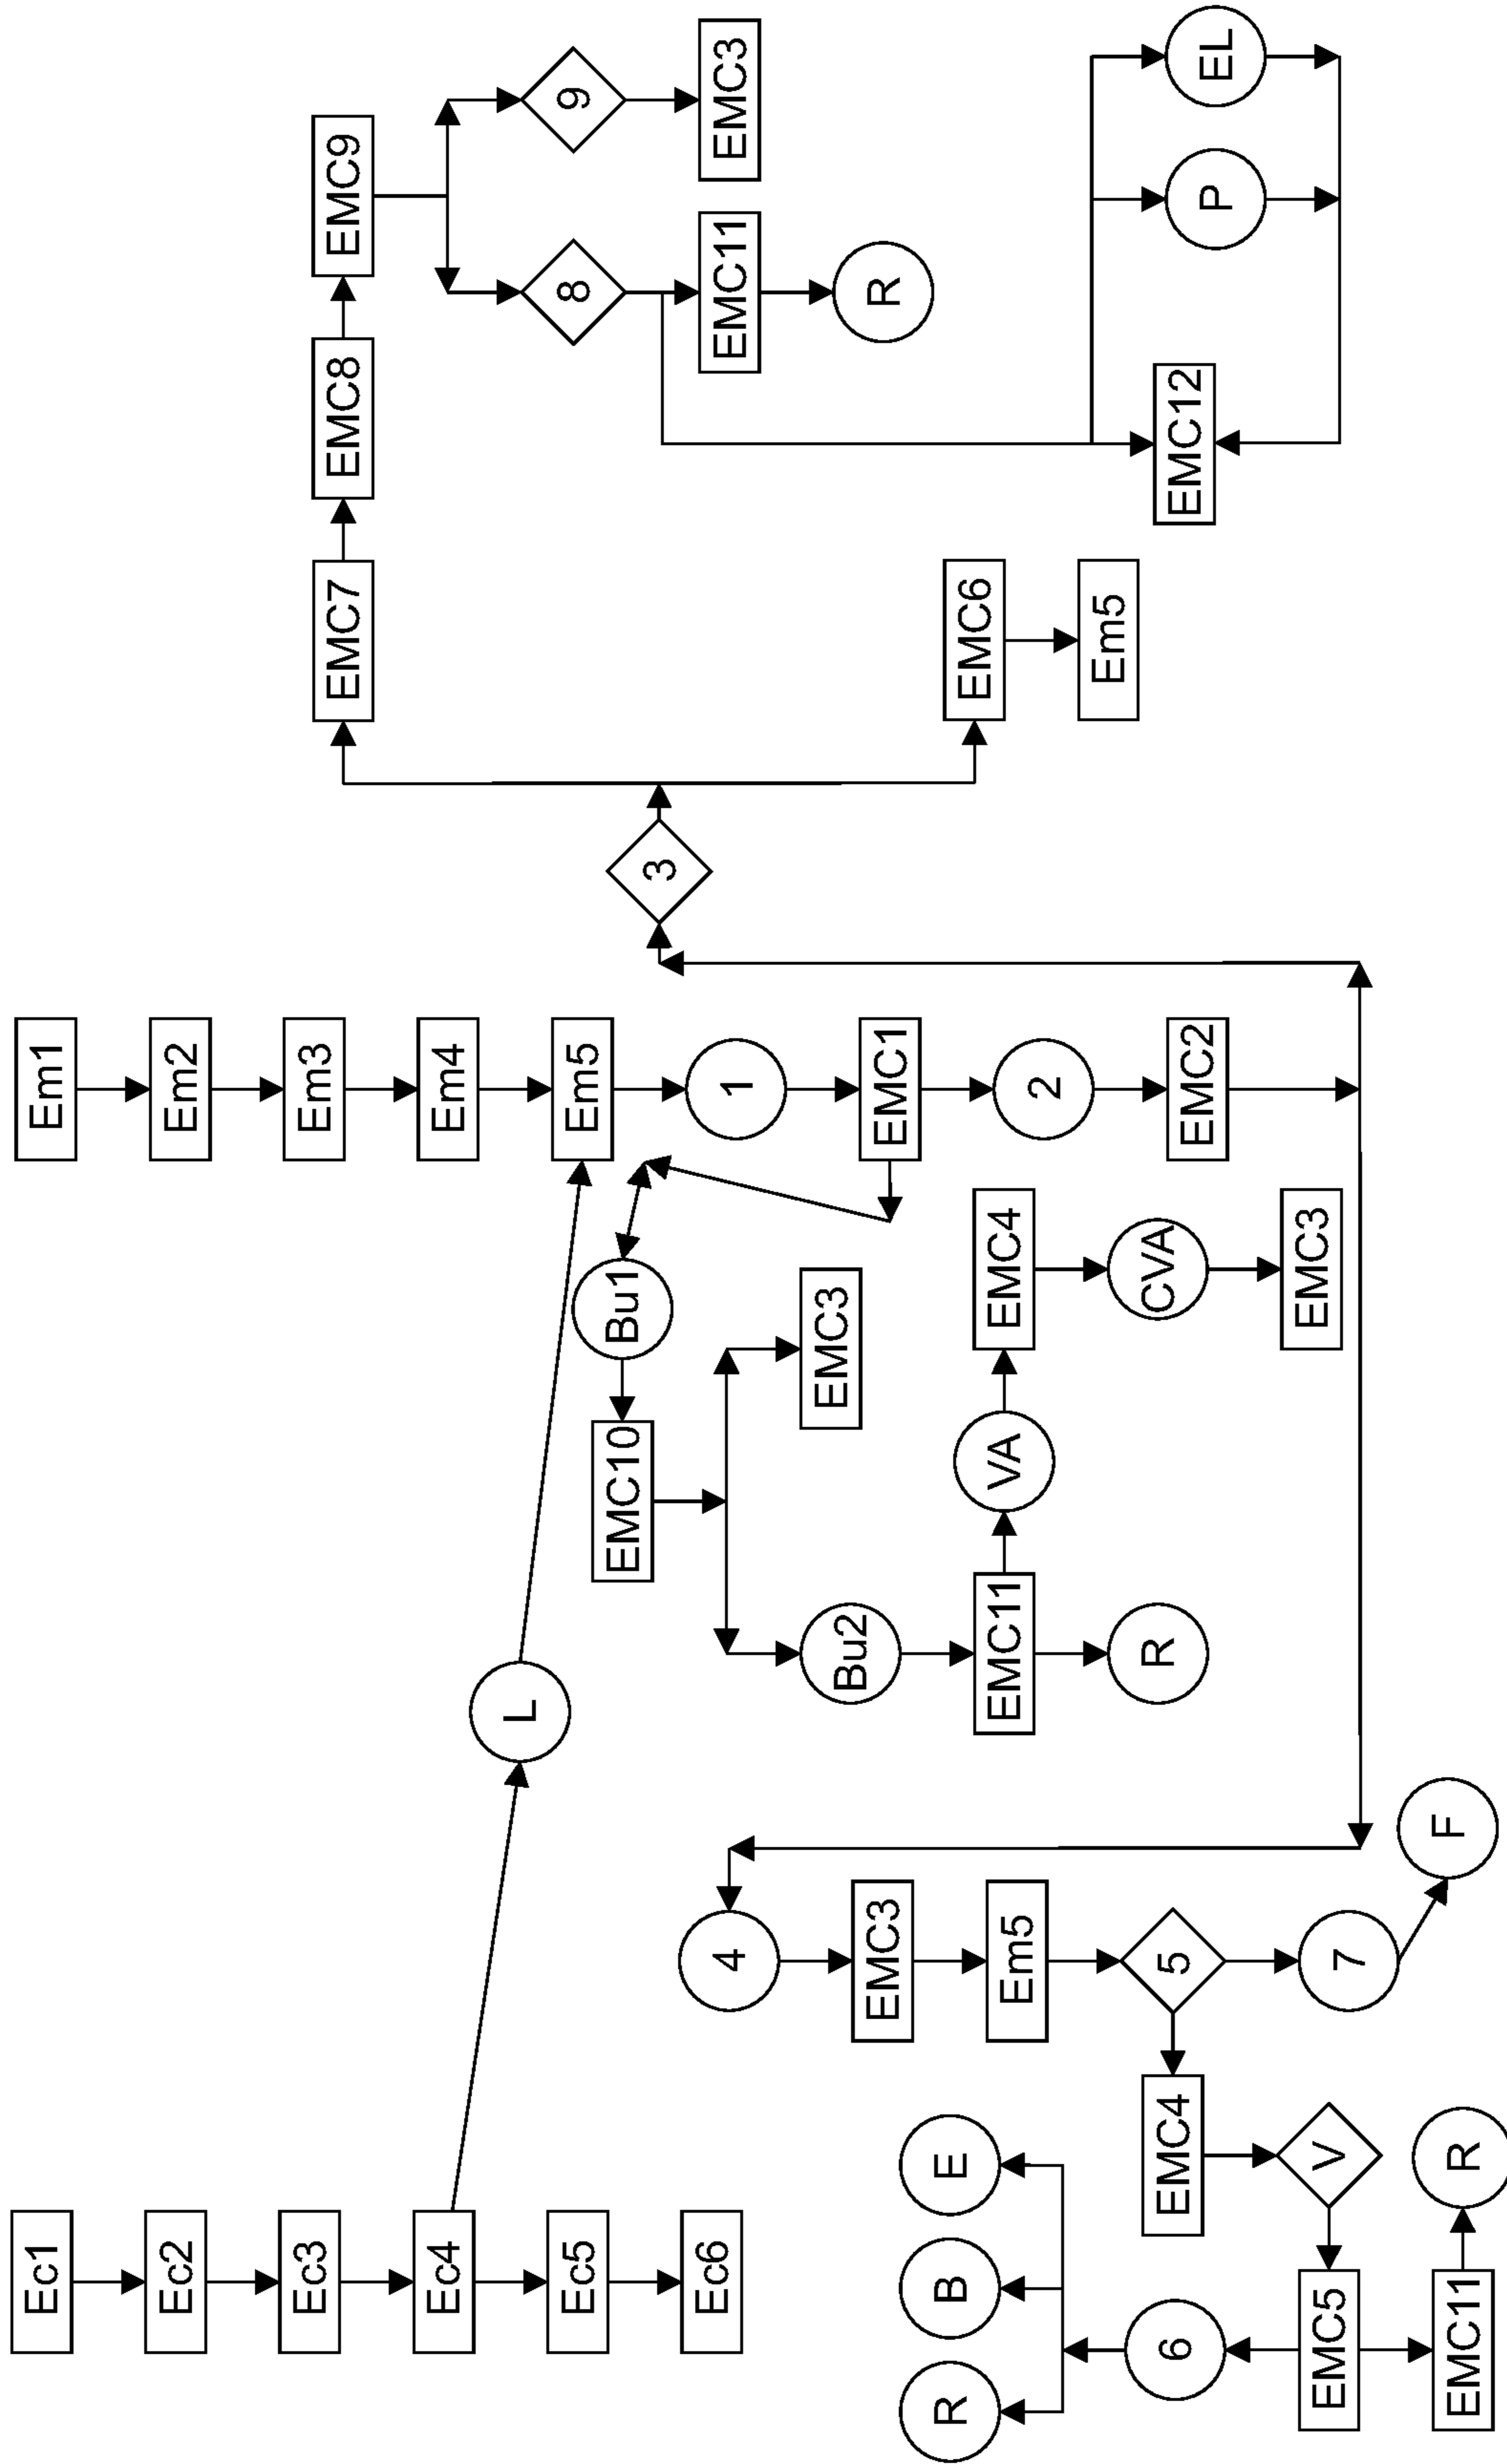 Ec1
Ec2
Ec3
Ec4
Ec5
Ec6
L
Em1
Em2
Em3
Em4
Em5
1
EMC1
2
EMC2
Bu1
EMC10
EMC3
Bu2
EMC11
R
VA
EMC4
CVA
EMC3
4
EMC3
Em5
5
7
F
EMC4
V
EMC5
EMC11
R
6
R
B
E
3
EMC6
Em5
EMC7
EMC8
EMC9
8
EMC11
R
9
EMC3
EMC12
P
EL